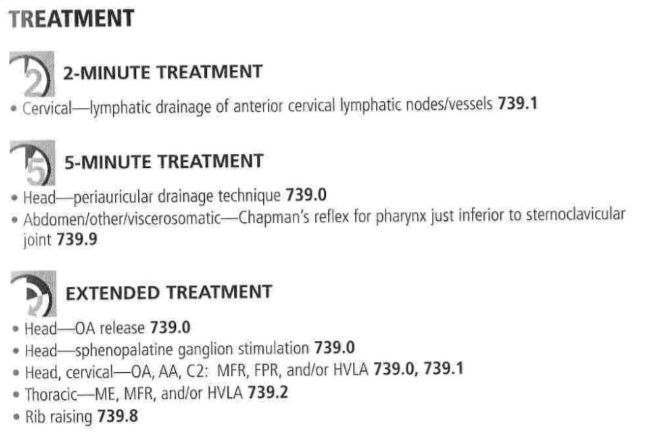 TREATMENT
2-MINUTE TREATMENT
• Cervical—lymphatic drainage of anterior cervical lymphatic nodes/vessels 739.1
5-MINUTE TREATMENT
• Head—periauricular drainage technique 739.0
• Abdomen/other/viscerosomatic—Chapman's reflex for pharynx just inferior to sternoclavicular
joint 739.9
EXTENDED TREATMENT
• Head—OA release 739.0
• Head—sphenopalatine ganglion stimulation 739.0
• Head, cervical—OA, AA, C2: MFR, FPR, and/or HVLA 739.0, 739.1
• Thoracic—ME, MFR, and/or HVLA 739.2
• Rib raising 739.8